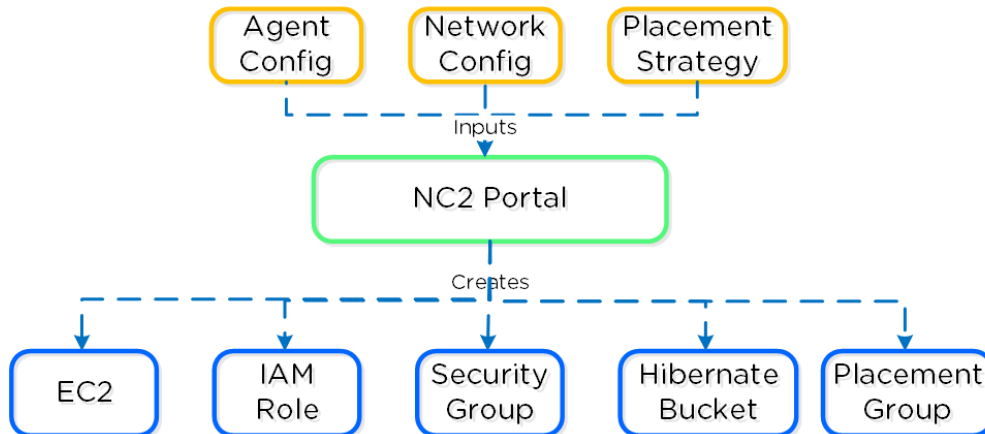 Agent
Config
Network
Config
Placement
Strategy
Inputs
NC2 Portal
Creates
EC2
IAM
Role
Security
Group
Hibernate
Bucket
Placement
Group